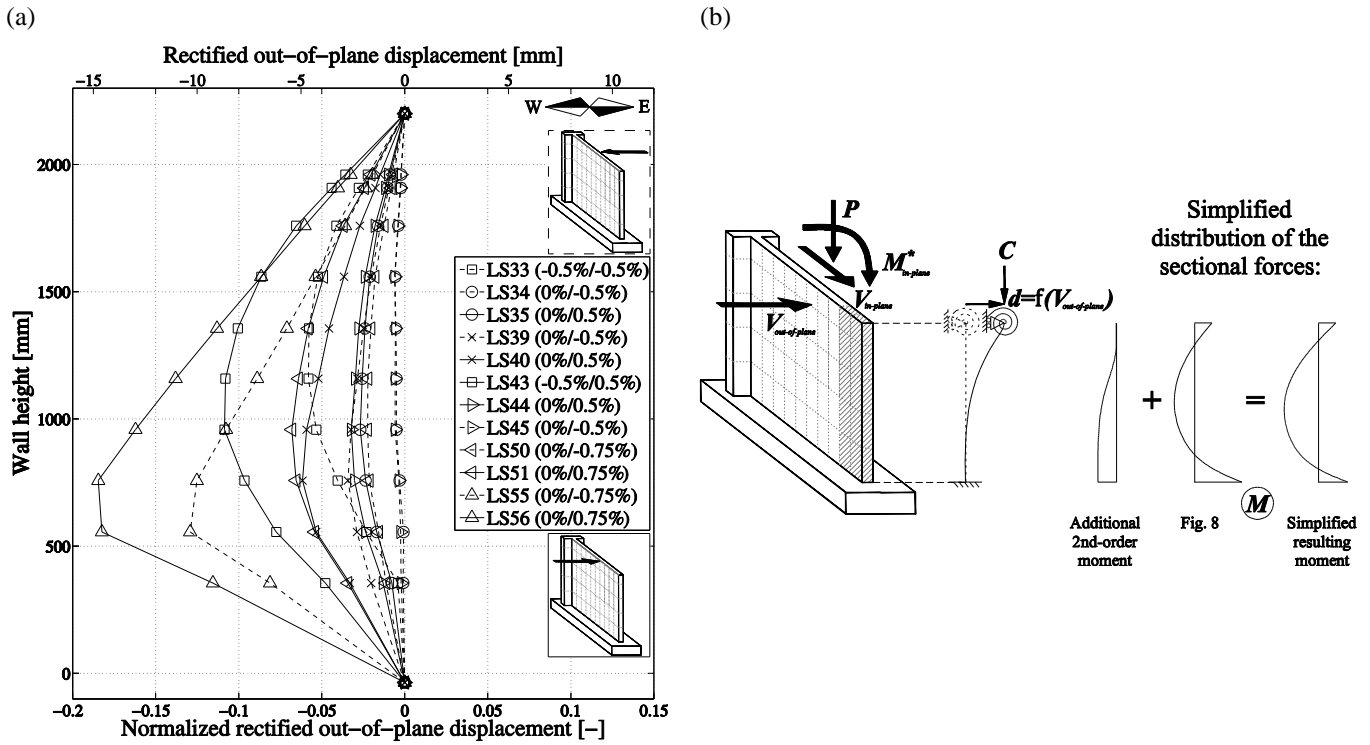 (a)
Rectified out−of−plane displacement [mm]
−15 −10 −5 0 5 10
W E
Wall height [mm]
2000
1500
1000
500
0
LS33 (-0.5%/-0.5%)
LS34 (0%/-0.5%)
LS35 (0%/0.5%)
LS39 (0%/-0.5%)
LS40 (0%/0.5%)
LS43 (-0.5%/0.5%)
LS44 (0%/0.5%)
LS45 (0%/-0.5%)
LS50 (0%/-0.75%)
LS51 (0%/0.75%)
LS55 (0%/-0.75%)
LS56 (0%/0.75%)
−0.2 −0.15 −0.1 −0.05 0 0.05 0.1 0.15
Normalized rectified out−of−plane displacement [−]
(b)
P
M*in-plane
Vin-plane
Vout-of-plane
C
d=f(Vout-of-plane)
Simplified
distribution of the
sectional forces:
+ =
M
Additional
2nd-order
moment
Fig. 8
Simplified
resulting
moment